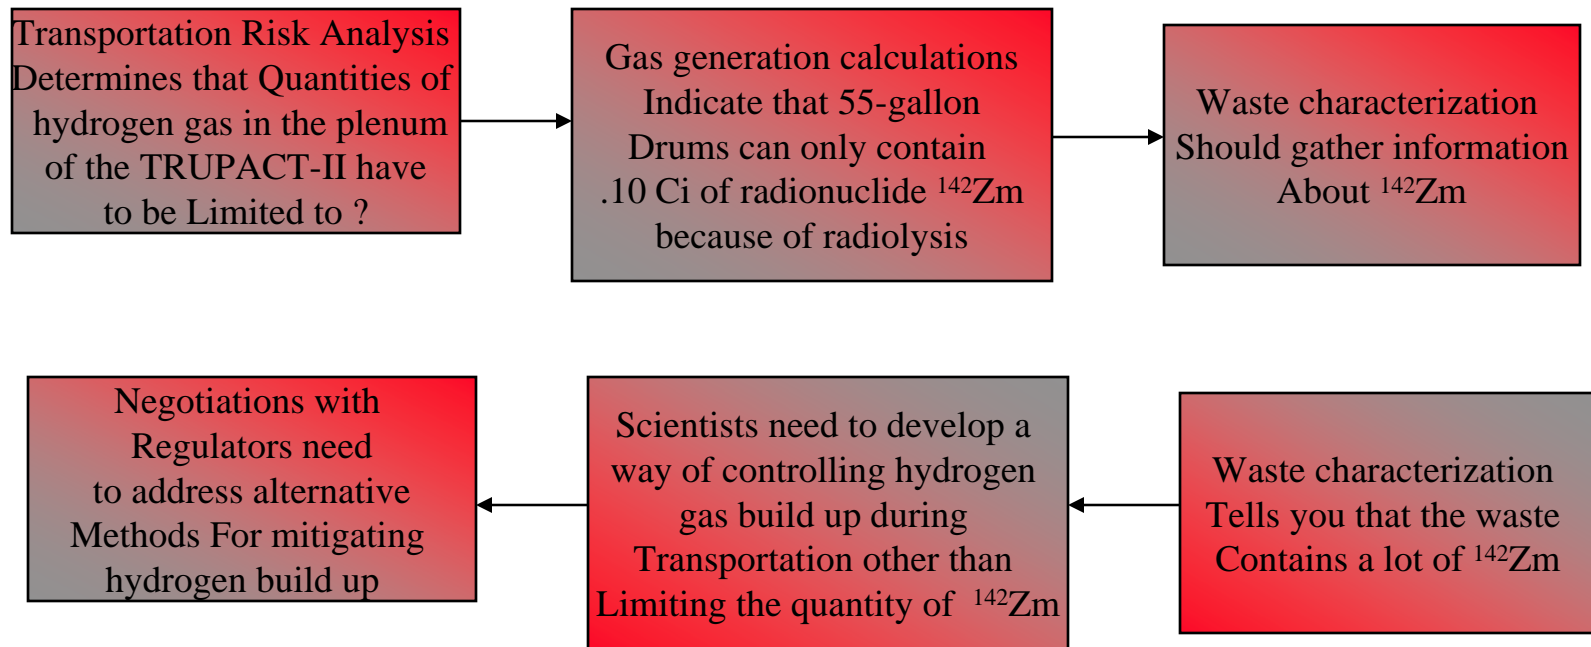 Transportation Risk Analysis
Determines that Quantities of
hydrogen gas in the plenum
of the TRUPACT-II have
to be Limited to ?
Gas generation calculations
Indicate that 55-gallon
Drums can only contain
.10 Ci of radionuclide ¹⁴²Zm
because of radiolysis
Waste characterization
Should gather information
About ¹⁴²Zm
Negotiations with
Regulators need
to address alternative
Methods For mitigating
hydrogen build up
Scientists need to develop a
way of controlling hydrogen
gas build up during
Transportation other than
Limiting the quantity of ¹⁴²Zm
Waste characterization
Tells you that the waste
Contains a lot of ¹⁴²Zm